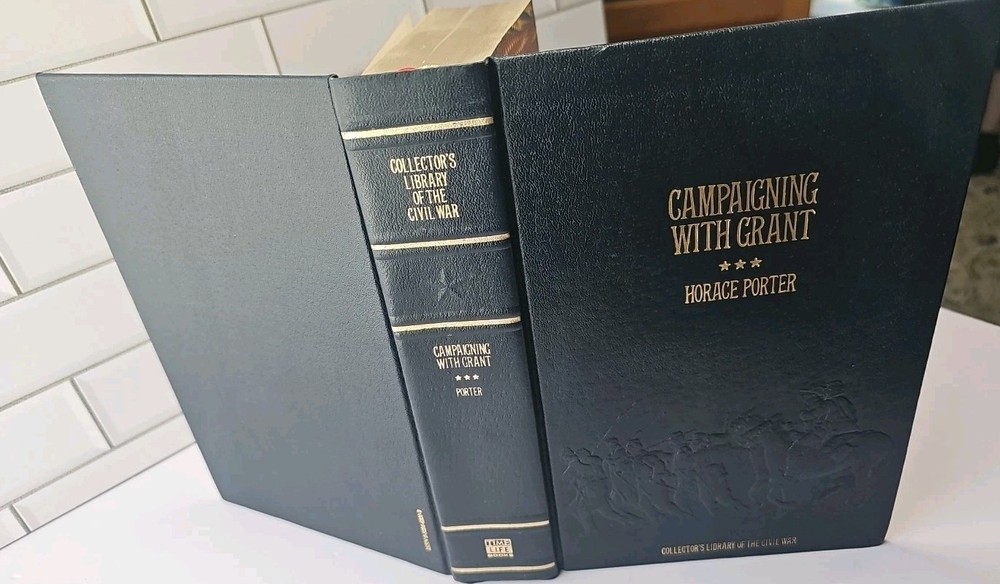 COLLECTOR'S
LIBRARY
OF THE
CIVIL WAR
CAMPAIGNING
WITH GRANT
PORTER
TIME
LIFE
BOOKS
CAMPAIGNING
WITH GRANT
HORACE PORTER
COLLECTOR'S LIBRARY OF THE CIVIL WAR